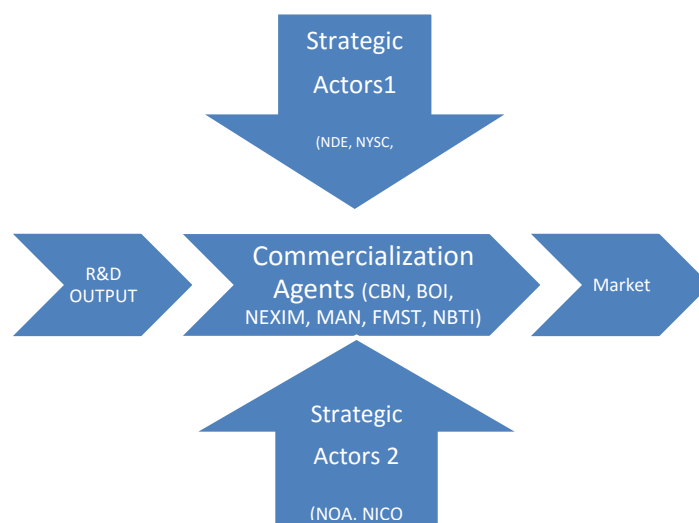 Strategic
Actors1
(NDE, NYSC,
R&D
OUTPUT
Commercialization
Agents (CBN, BOI,
NEXIM, MAN, FMST, NBTI)
Market
Strategic
Actors 2
(NOA. NICO